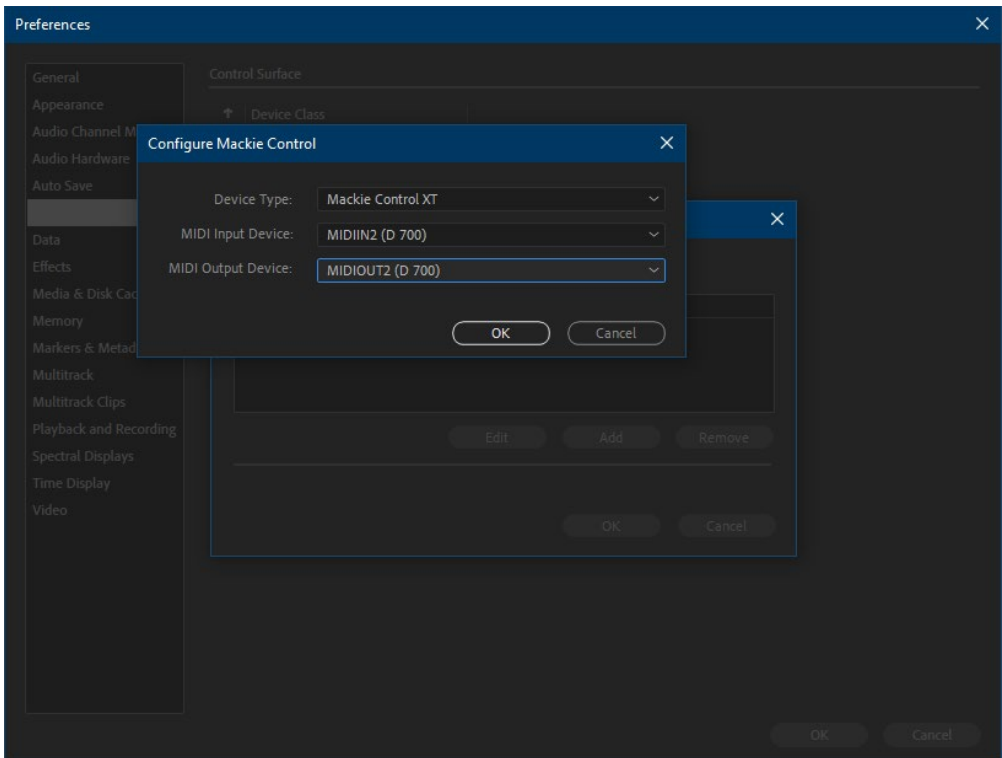 Preferences
General
Control Surface
Appearance
Device Class
Audio Channel M
Configure Mackie Control
Audio Hardware
Auto Save
Device Type: Mackie Control XT
MIDI Input Device: MIDIIN2 (D 700)
Data
MIDI Output Device: MIDIOUT2 (D 700)
Effects
Media & Disk Cac
Memory
OK Cancel
Markers & Metad
Multitrack
Multitrack Clips
Playback and Recording
Edit Add Remove
Spectral Displays
Time Display
Video
OK Cancel
OK Cancel